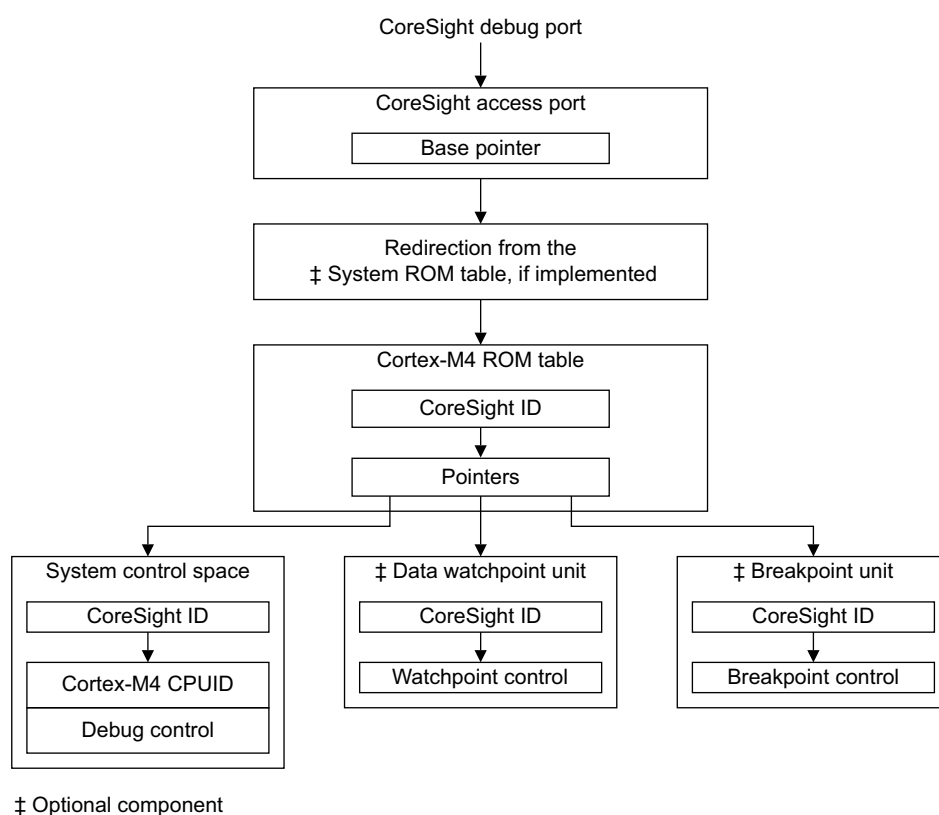 CoreSight debug port
CoreSight access port
Base pointer
Redirection from the
‡ System ROM table, if implemented
Cortex-M4 ROM table
CoreSight ID
Pointers
System control space
CoreSight ID
Cortex-M4 CPUID
Debug control
‡ Data watchpoint unit
CoreSight ID
Watchpoint control
‡ Breakpoint unit
CoreSight ID
Breakpoint control
‡ Optional component